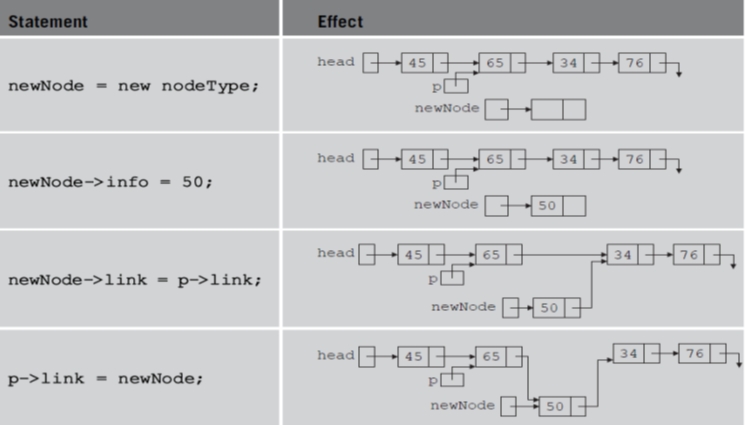 Statement Effect
head 45 65 34 76
p
newNode = new nodeType;
newNode
head 45 65 34 76
newNode->info = 50;
p
newNode 50
head 45 65 34 76
newNode->link = p->link;
p
newNode 50
head 45 65 34 76
p->link = newNode;
p
newNode 50